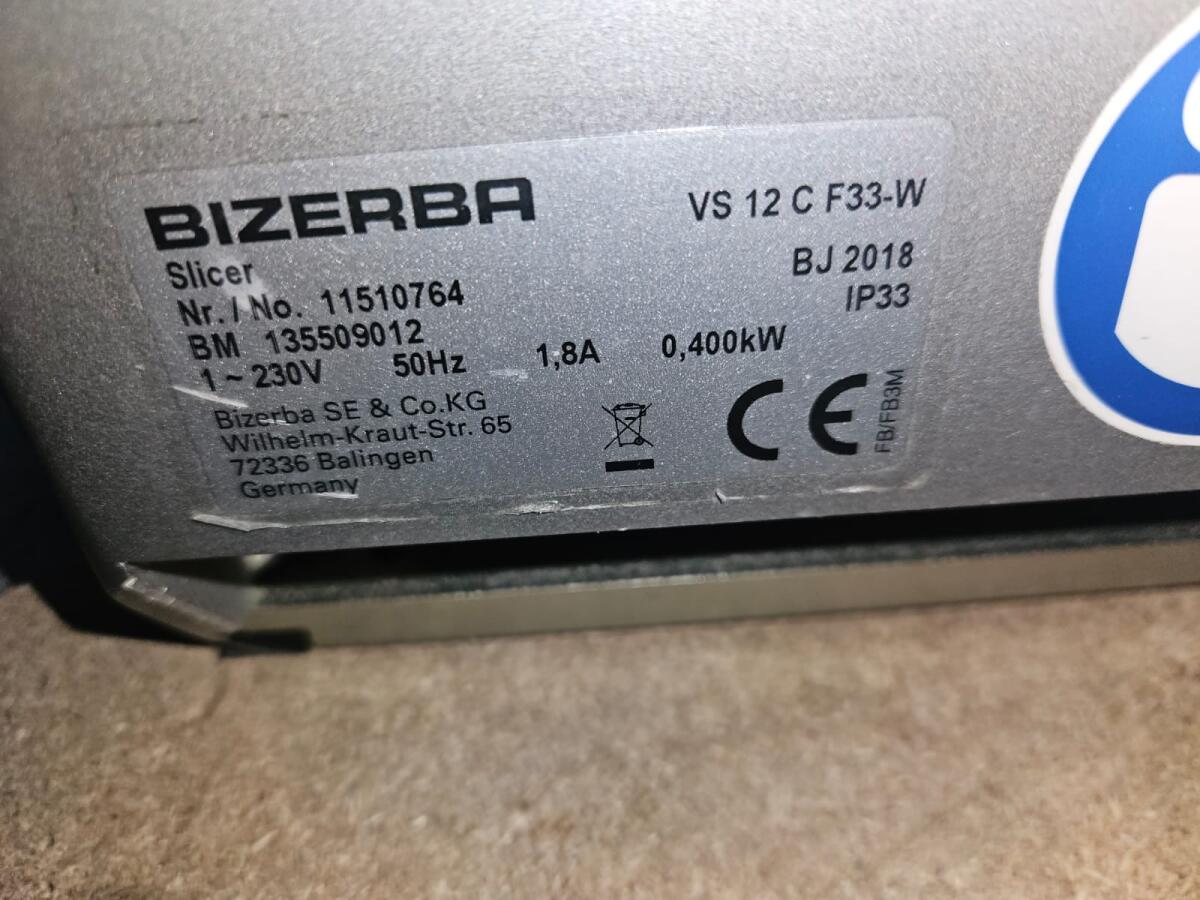 BIZERBA
VS 12 C F33-W
Slicer
BJ 2018
Nr. / No. 11510764
IP33
BM 135509012
1 ~ 230V 50Hz 1,8A 0,400kW
Bizerba SE & Co.KG
Wilhelm-Kraut-Str. 65
72336 Balingen
Germany
CE
FB/FB3M